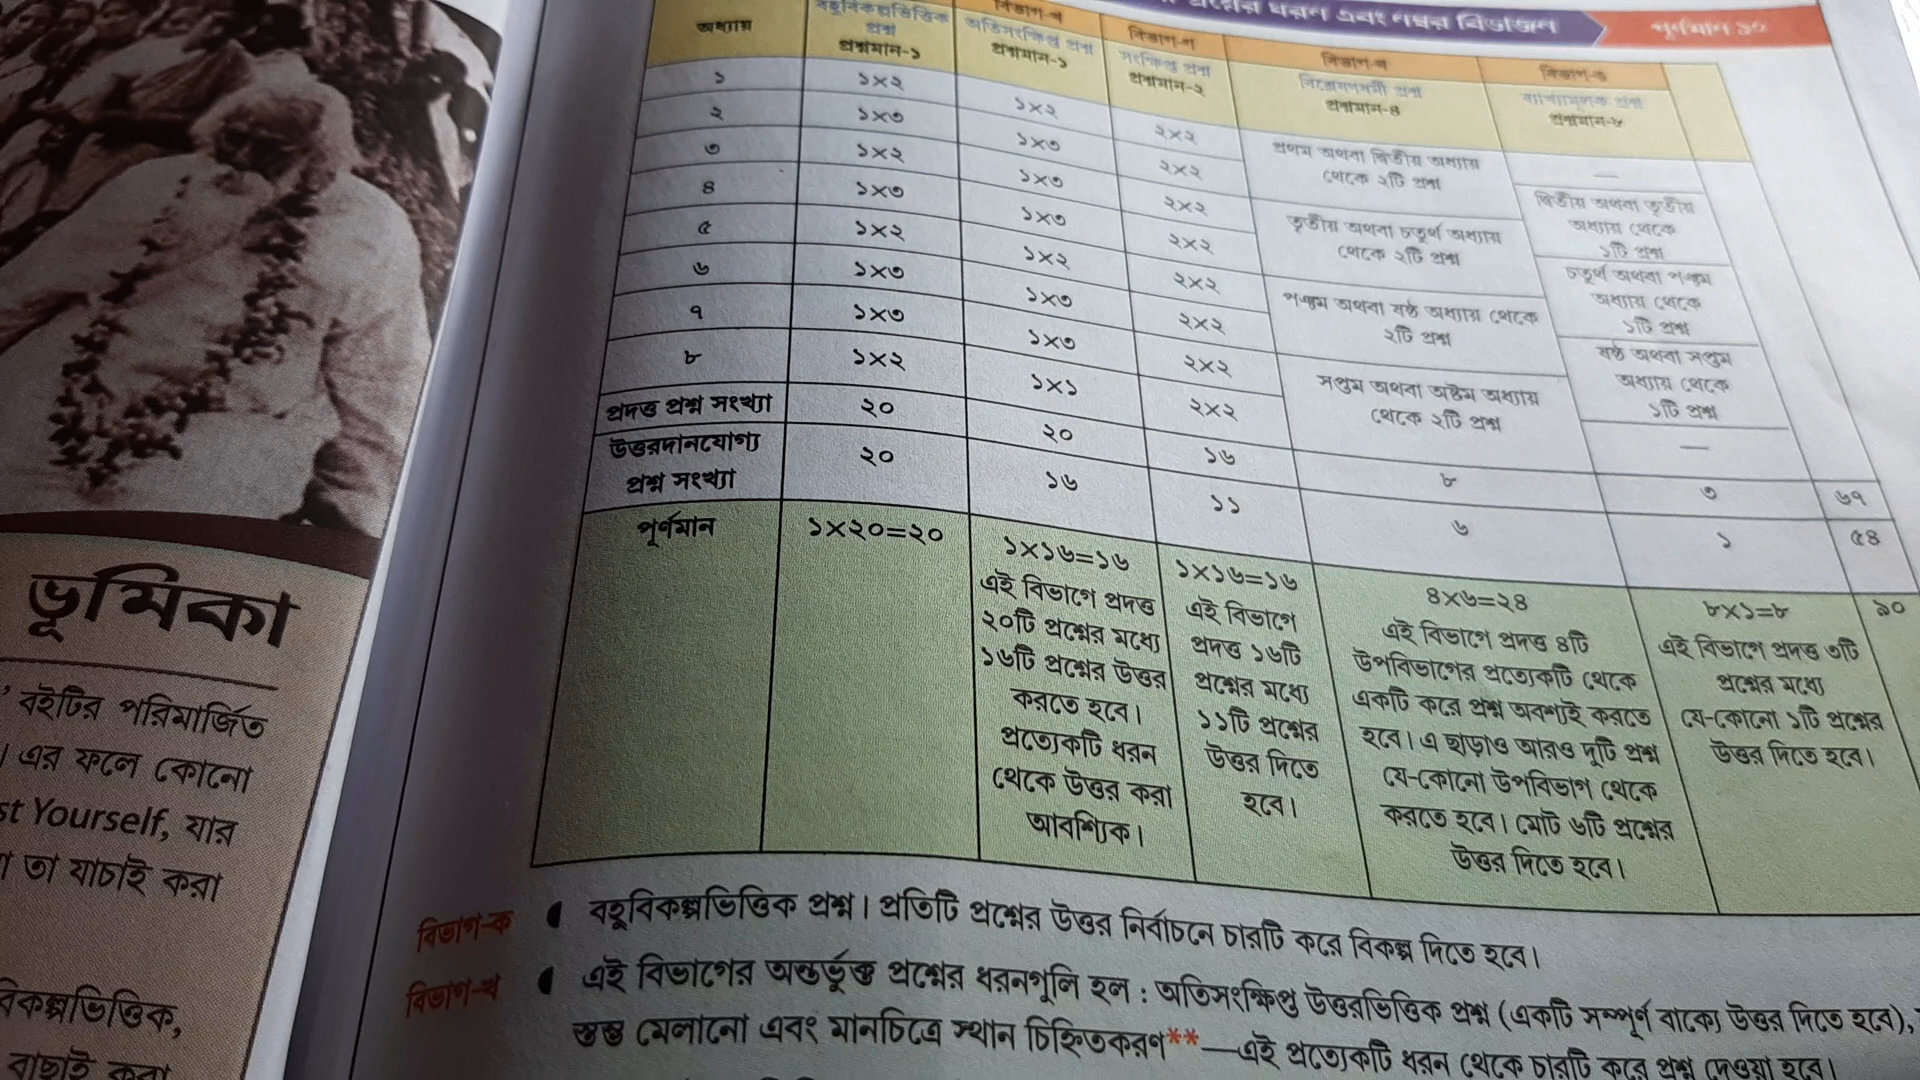 প্রশ্নের ধরন এবং নম্বর বিভাজন
পূর্ণমান ৯০
অধ্যায়
বহুবিকল্পভিত্তিক প্রশ্ন প্রশ্নমান-১
বিভাগ-খ অতিসংক্ষিপ্ত প্রশ্ন প্রশ্নমান-১
বিভাগ-গ সংক্ষিপ্ত প্রশ্ন প্রশ্নমান-২
বিভাগ-ঘ বিশ্লেষণধর্মী প্রশ্ন প্রশ্নমান-৪
বিভাগ-ঙ ব্যাখ্যামূলক প্রশ্ন প্রশ্নমান-৮
১ ১×২ ১×২ ২×২
২ ১×৩ ১×৩ ২×২
৩ ১×২ ১×৩ ২×২
৪ ১×৩ ১×৩ ২×২
৫ ১×২ ১×২ ২×২
৬ ১×৩ ১×৩ ২×২
৭ ১×৩ ১×৩ ২×২
৮ ১×২ ১×১ ২×২
প্রথম অথবা দ্বিতীয় অধ্যায়
থেকে ২টি প্রশ্ন
তৃতীয় অথবা চতুর্থ অধ্যায়
থেকে ২টি প্রশ্ন
পঞ্চম অথবা ষষ্ঠ অধ্যায় থেকে
২টি প্রশ্ন
সপ্তম অথবা অষ্টম অধ্যায়
থেকে ২টি প্রশ্ন
—
দ্বিতীয় অথবা তৃতীয়
অধ্যায় থেকে
১টি প্রশ্ন
চতুর্থ অথবা পঞ্চম
অধ্যায় থেকে
১টি প্রশ্ন
ষষ্ঠ অথবা সপ্তম
অধ্যায় থেকে
১টি প্রশ্ন
—
প্রদত্ত প্রশ্ন সংখ্যা ২০ ২০ ১৬ ৮ ৩ ৬৭
উত্তরদানযোগ্য
প্রশ্ন সংখ্যা ২০ ১৬ ১১ ৬ ১ ৫৪
পূর্ণমান
১×২০=২০
১×১৬=১৬
এই বিভাগে প্রদত্ত
২০টি প্রশ্নের মধ্যে
১৬টি প্রশ্নের উত্তর
করতে হবে।
প্রত্যেকটি ধরন
থেকে উত্তর করা
আবশ্যিক।
১×১৬=১৬
এই বিভাগে
প্রদত্ত ১৬টি
প্রশ্নের মধ্যে
১১টি প্রশ্নের
উত্তর দিতে
হবে।
৪×৬=২৪
এই বিভাগে প্রদত্ত ৪টি
উপবিভাগের প্রত্যেকটি থেকে
একটি করে প্রশ্ন অবশ্যই করতে
হবে। এ ছাড়াও আরও দুটি প্রশ্ন
যে-কোনো উপবিভাগ থেকে
করতে হবে। মোট ৬টি প্রশ্নের
উত্তর দিতে হবে।
৮×১=৮
এই বিভাগে প্রদত্ত ৩টি
প্রশ্নের মধ্যে
যে-কোনো ১টি প্রশ্নের
উত্তর দিতে হবে।
৯০
বিভাগ-ক বহুবিকল্পভিত্তিক প্রশ্ন। প্রতিটি প্রশ্নের উত্তর নির্বাচনে চারটি করে বিকল্প দিতে হবে।
বিভাগ-খ এই বিভাগের অন্তর্ভুক্ত প্রশ্নের ধরনগুলি হল : অতিসংক্ষিপ্ত উত্তরভিত্তিক প্রশ্ন (একটি সম্পূর্ণ বাক্যে উত্তর দিতে হবে),
স্তম্ভ মেলানো এবং মানচিত্রে স্থান চিহ্নিতকরণ**—এই প্রত্যেকটি ধরন থেকে চারটি করে প্রশ্ন দেওয়া হবে।
ভূমিকা
' বইটির পরিমার্জিত
। এর ফলে কোনো
st Yourself, যার
তা যাচাই করা
বিকল্পভিত্তিক,
বাছাই করা